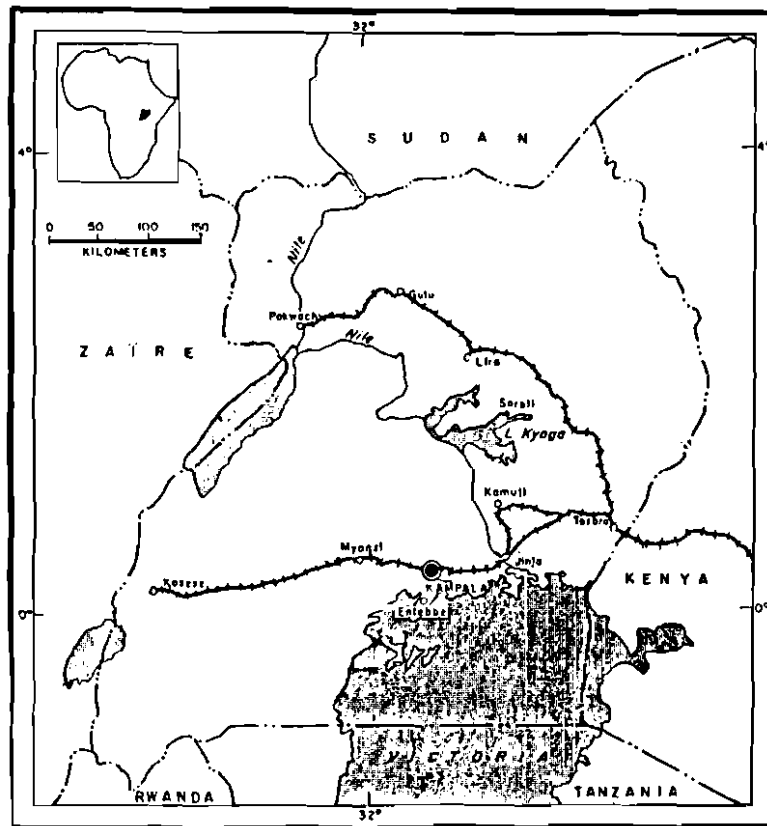 32°
SUDAN
4°
4°
0 50 100 150
KILOMETERS
Nile
Gulu
Pakwach
Nile
ZAÏRE
Lira
Soroti
L. Kyoga
Kamuli
Tororo
Myanzi
Jinja
Kasese
KAMPALA
KENYA
Entebbe
0°
0°
VICTORIA
RWANDA
TANZANIA
32°